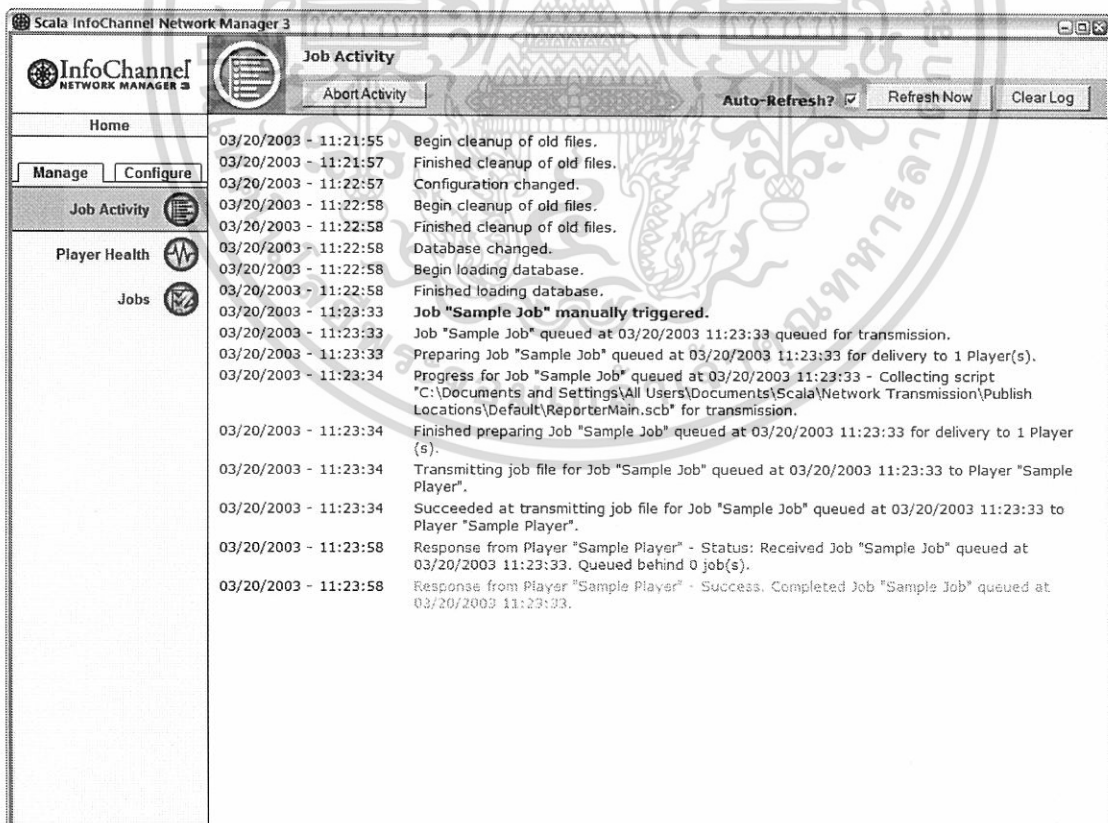 Scala InfoChannel Network Manager 3
InfoChannel
NETWORK MANAGER 3
Job Activity
Abort Activity
Auto-Refresh?
Refresh Now
Clear Log
Home
Manage
Configure
Job Activity
Player Health
Jobs
03/20/2003 - 11:21:55 Begin cleanup of old files.
03/20/2003 - 11:21:57 Finished cleanup of old files.
03/20/2003 - 11:22:57 Configuration changed.
03/20/2003 - 11:22:58 Begin cleanup of old files.
03/20/2003 - 11:22:58 Finished cleanup of old files.
03/20/2003 - 11:22:58 Database changed.
03/20/2003 - 11:22:58 Begin loading database.
03/20/2003 - 11:22:58 Finished loading database.
03/20/2003 - 11:23:33 Job "Sample Job" manually triggered.
03/20/2003 - 11:23:33 Job "Sample Job" queued at 03/20/2003 11:23:33 queued for transmission.
03/20/2003 - 11:23:33 Preparing Job "Sample Job" queued at 03/20/2003 11:23:33 for delivery to 1 Player(s).
03/20/2003 - 11:23:34 Progress for Job "Sample Job" queued at 03/20/2003 11:23:33 - Collecting script
"C:\Documents and Settings\All Users\Documents\Scala\Network Transmission\Publish
Locations\Default\ReporterMain.scb" for transmission.
03/20/2003 - 11:23:34 Finished preparing Job "Sample Job" queued at 03/20/2003 11:23:33 for delivery to 1 Player
(s).
03/20/2003 - 11:23:34 Transmitting job file for Job "Sample Job" queued at 03/20/2003 11:23:33 to Player "Sample
Player".
03/20/2003 - 11:23:34 Succeeded at transmitting job file for Job "Sample Job" queued at 03/20/2003 11:23:33 to
Player "Sample Player".
03/20/2003 - 11:23:58 Response from Player "Sample Player" - Status: Received Job "Sample Job" queued at
03/20/2003 11:23:33. Queued behind 0 job(s).
03/20/2003 - 11:23:58 Response from Player "Sample Player" - Success. Completed Job "Sample Job" queued at
03/20/2003 11:23:33.